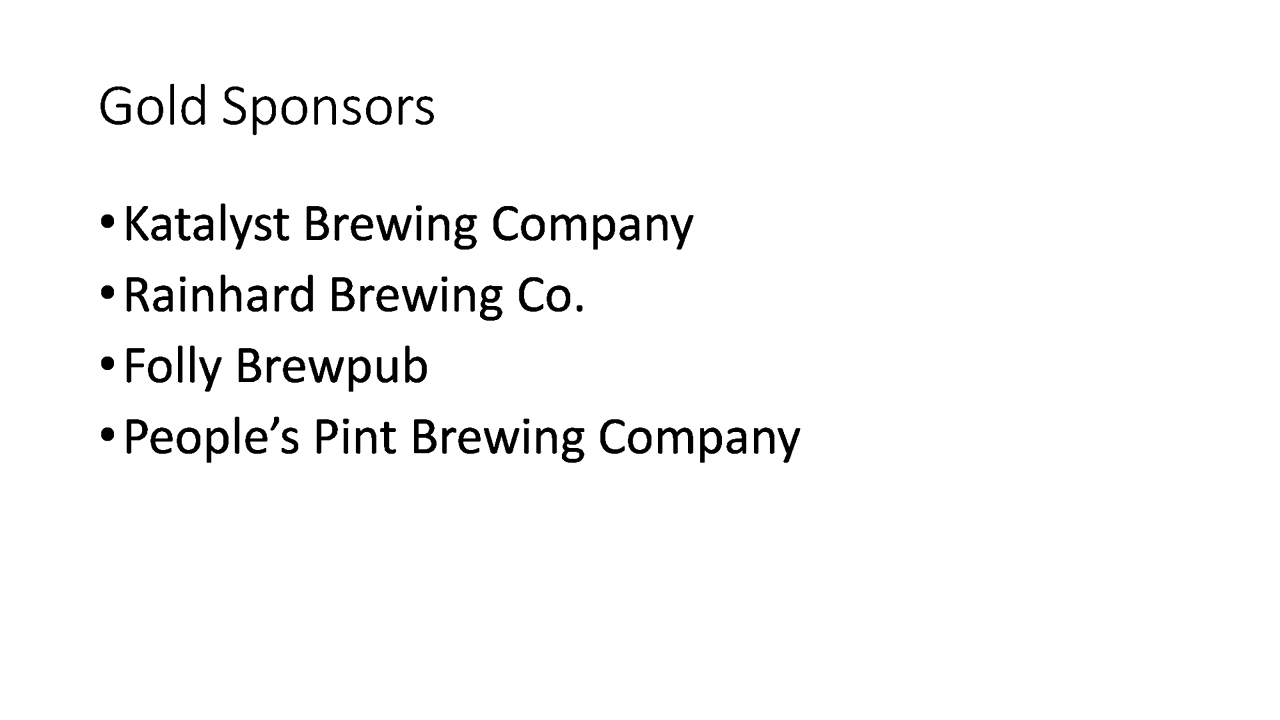 Gold Sponsors
•Katalyst Brewing Company
•Rainhard Brewing Co.
•Folly Brewpub
•People’s Pint Brewing Company